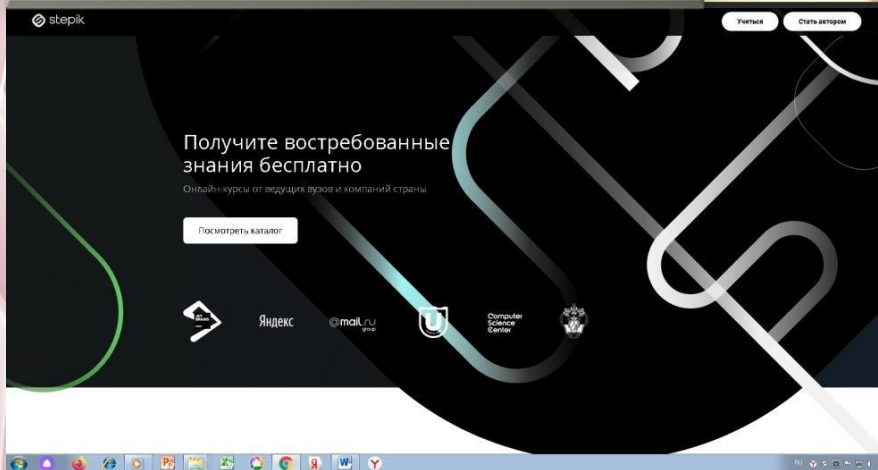 stepik
Учиться
Стать автором
Получите востребованные
знания бесплатно
Онлайн-курсы от ведущих вузов и компаний страны
Посмотреть каталог
Яндекс
@mail.ru
group
Computer
Science
Center
RU